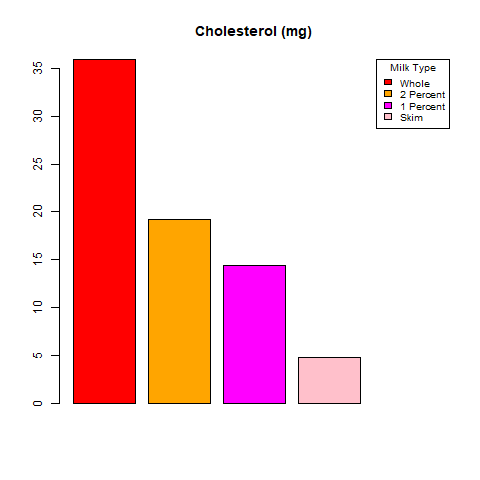 Cholesterol (mg)
Milk Type
Whole
2 Percent
1 Percent
Skim
35
30
25
20
15
10
5
0